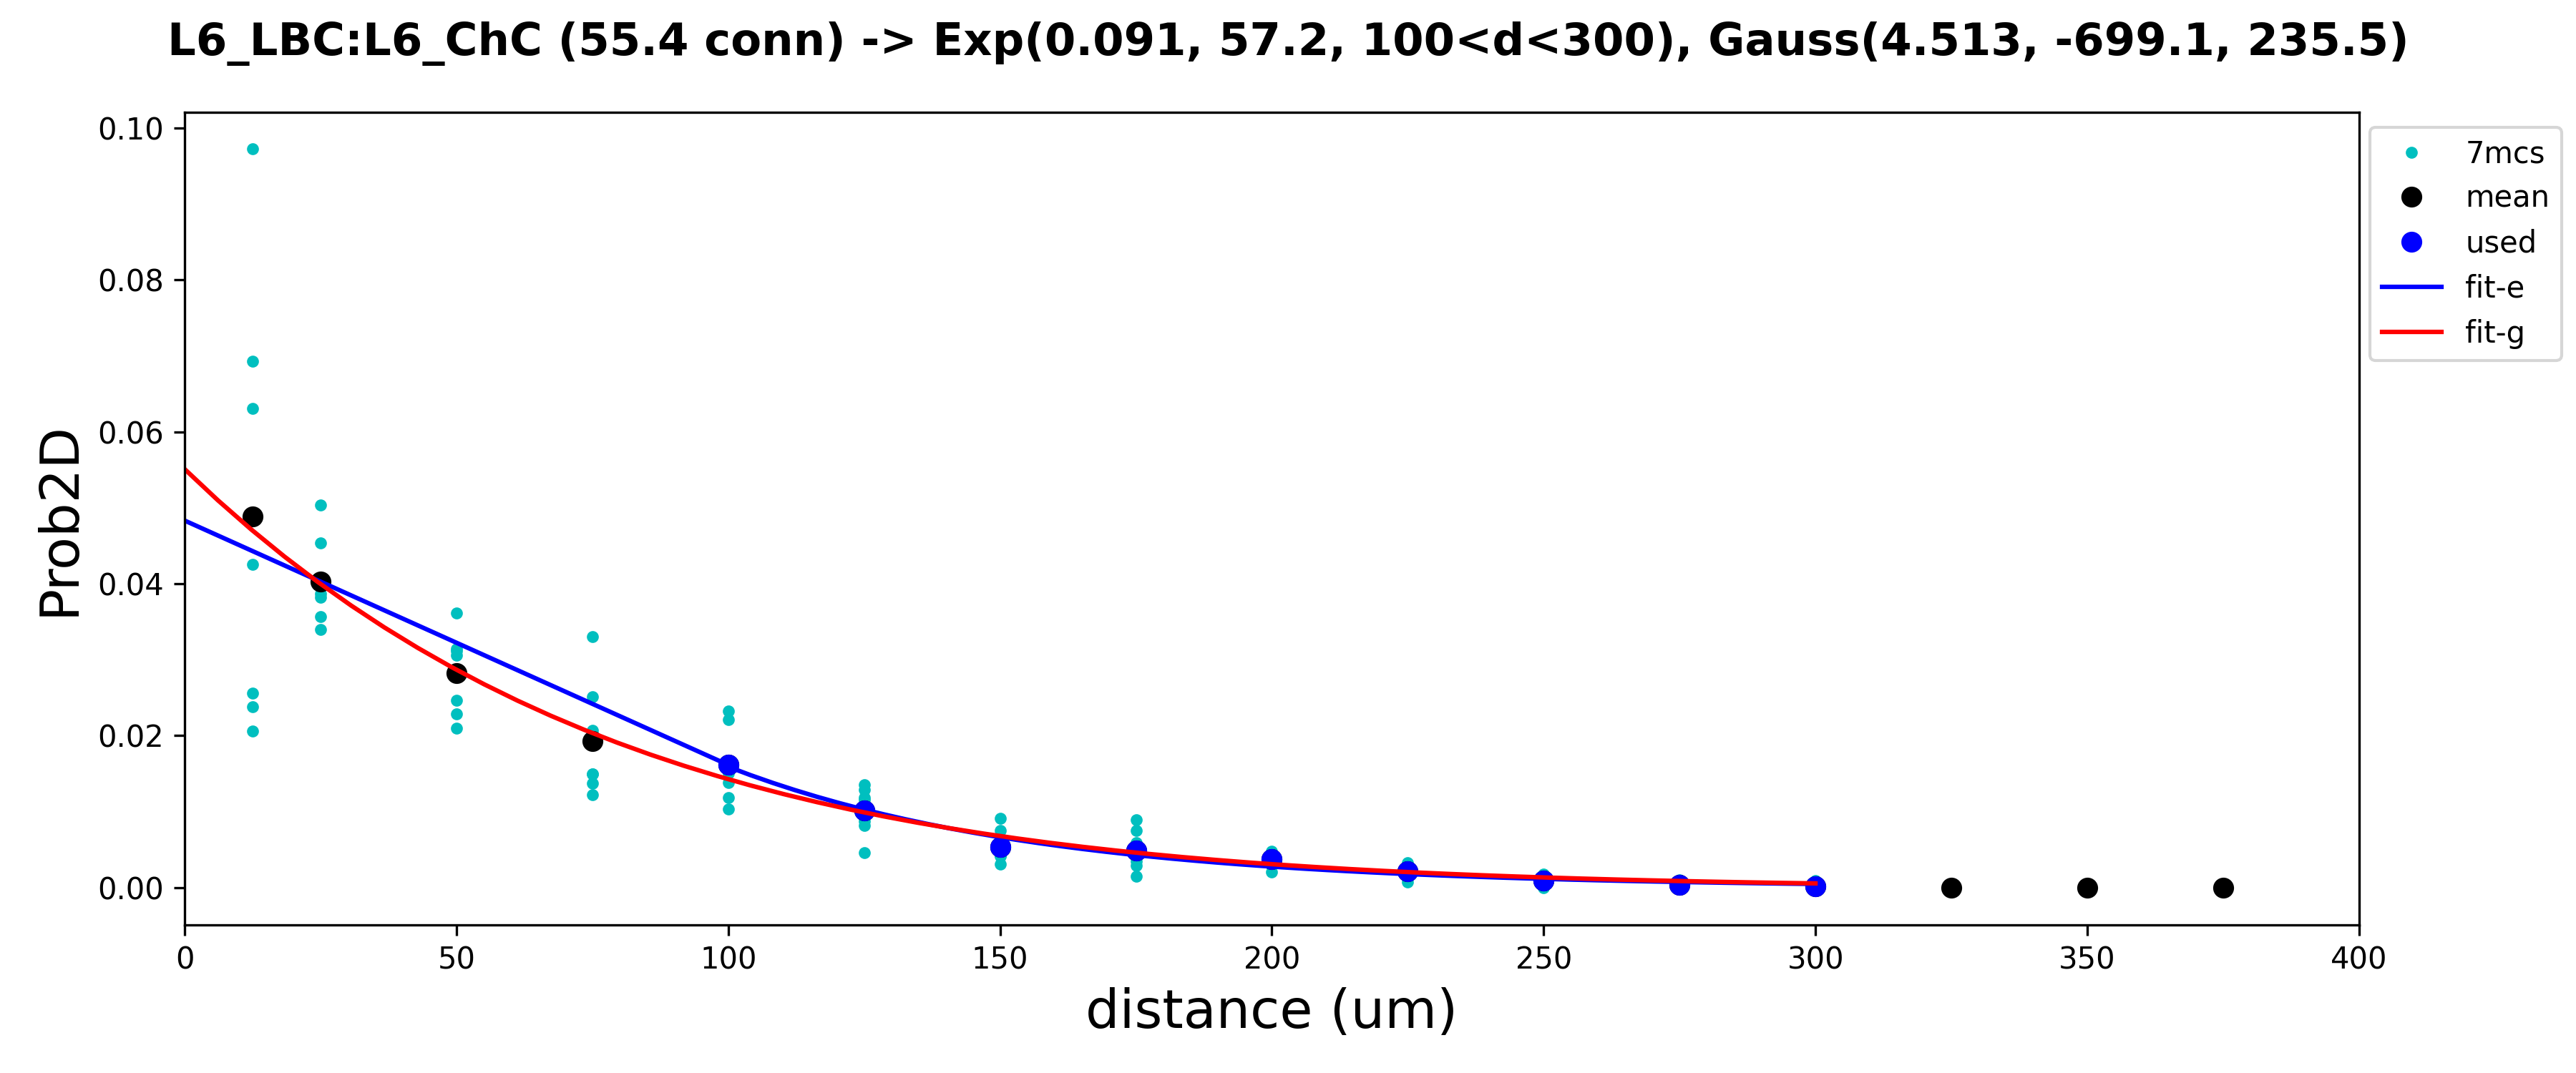 L6_LBC:L6_ChC (55.4 conn) -> Exp(0.091, 57.2, 100<d<300), Gauss(4.513, -699.1, 235.5)
0.10
0.08
0.06
0.04
0.02
0.00
Prob2D
0 50 100 150 200 250 300 350 400
distance (um)
7mcs
mean
used
fit-e
fit-g